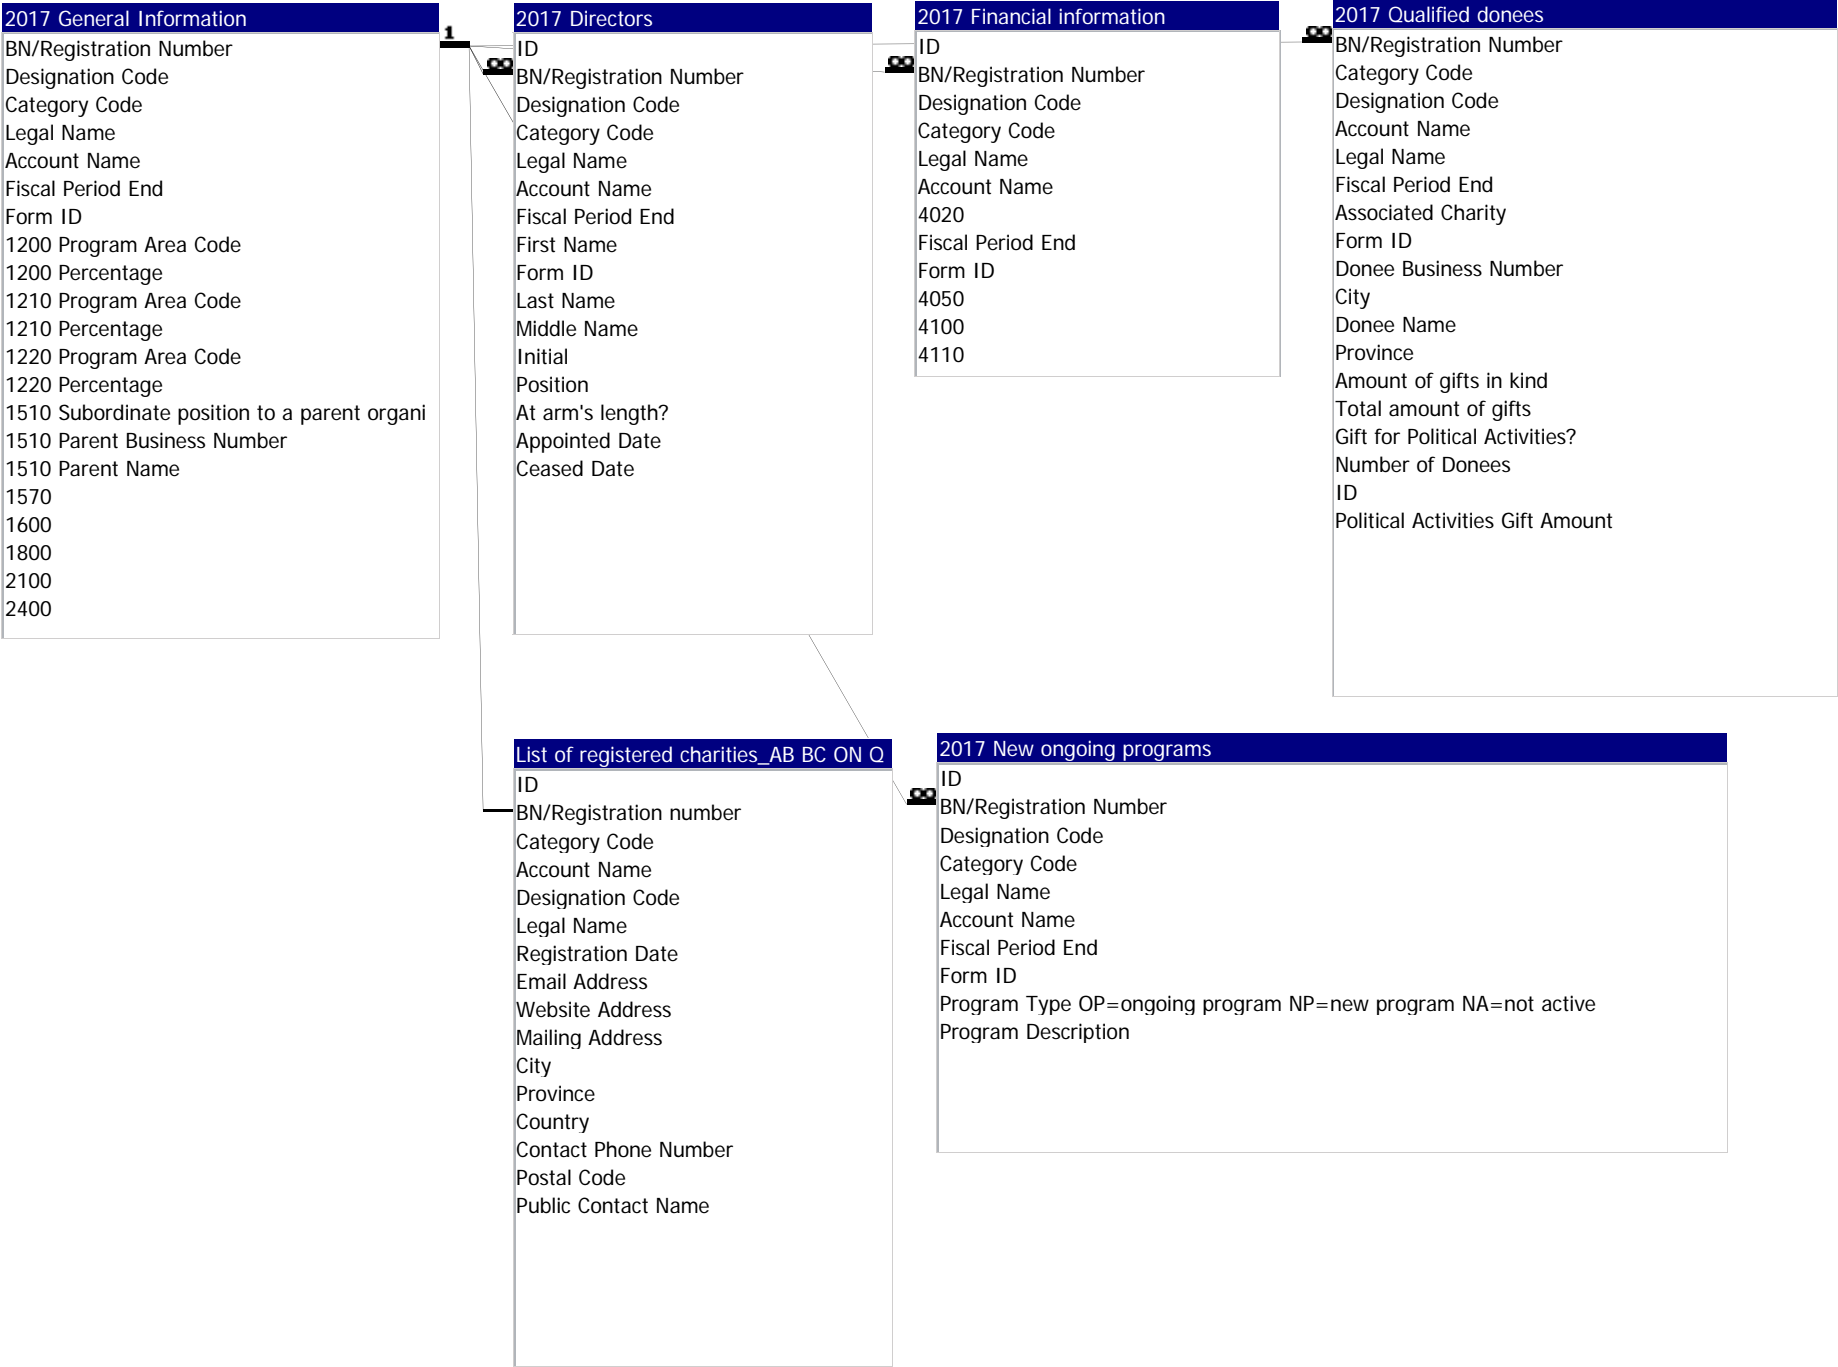 2017 General Information
BN/Registration Number
Designation Code
Category Code
Legal Name
Account Name
Fiscal Period End
Form ID
1200 Program Area Code
1200 Percentage
1210 Program Area Code
1210 Percentage
1220 Program Area Code
1220 Percentage
1510 Subordinate position to a parent organi
1510 Parent Business Number
1510 Parent Name
1570
1600
1800
2100
2400
1
2017 Directors
∞
ID
BN/Registration Number
Designation Code
Category Code
Legal Name
Account Name
Fiscal Period End
First Name
Form ID
Last Name
Middle Name
Initial
Position
At arm's length?
Appointed Date
Ceased Date
2017 Financial information
∞
ID
BN/Registration Number
Designation Code
Category Code
Legal Name
Account Name
4020
Fiscal Period End
Form ID
4050
4100
4110
2017 Qualified donees
∞
BN/Registration Number
Category Code
Designation Code
Account Name
Legal Name
Fiscal Period End
Associated Charity
Form ID
Donee Business Number
City
Donee Name
Province
Amount of gifts in kind
Total amount of gifts
Gift for Political Activities?
Number of Donees
ID
Political Activities Gift Amount
List of registered charities_AB BC ON Q
ID
BN/Registration number
Category Code
Account Name
Designation Code
Legal Name
Registration Date
Email Address
Website Address
Mailing Address
City
Province
Country
Contact Phone Number
Postal Code
Public Contact Name
2017 New ongoing programs
∞
ID
BN/Registration Number
Designation Code
Category Code
Legal Name
Account Name
Fiscal Period End
Form ID
Program Type OP=ongoing program NP=new program NA=not active
Program Description